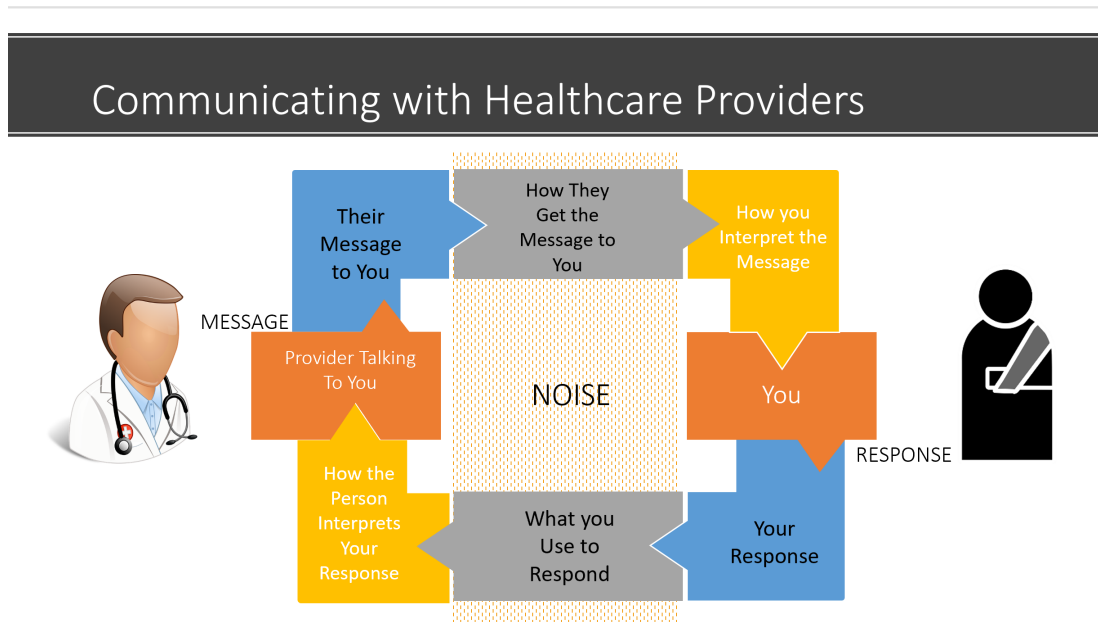 Communicating with Healthcare Providers
Their
Message
to You
How They
Get the
Message to
You
How you
Interpret the
Message
MESSAGE
Provider Talking
To You
NOISE
You
RESPONSE
How the
Person
Interprets
Your
Response
What you
Use to
Respond
Your
Response